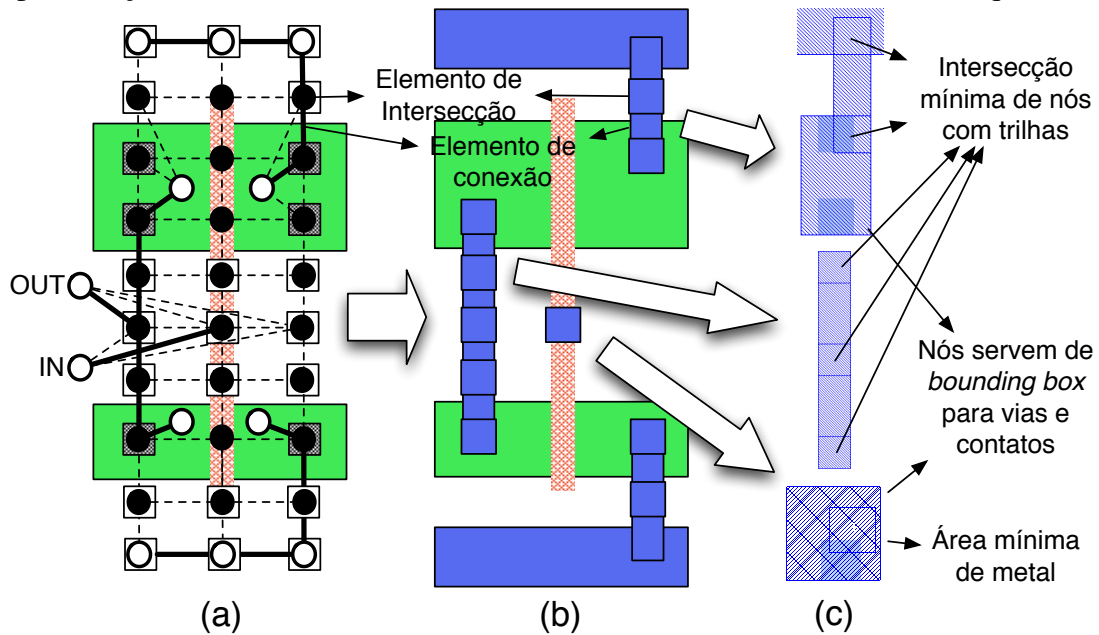 Elemento de
Intersecção
Elemento de
conexão
OUT
IN
Intersecção
mínima de nós
com trilhas
Nós servem de
bounding box
para vias e
contatos
Área mínima
de metal
(a)
(b)
(c)